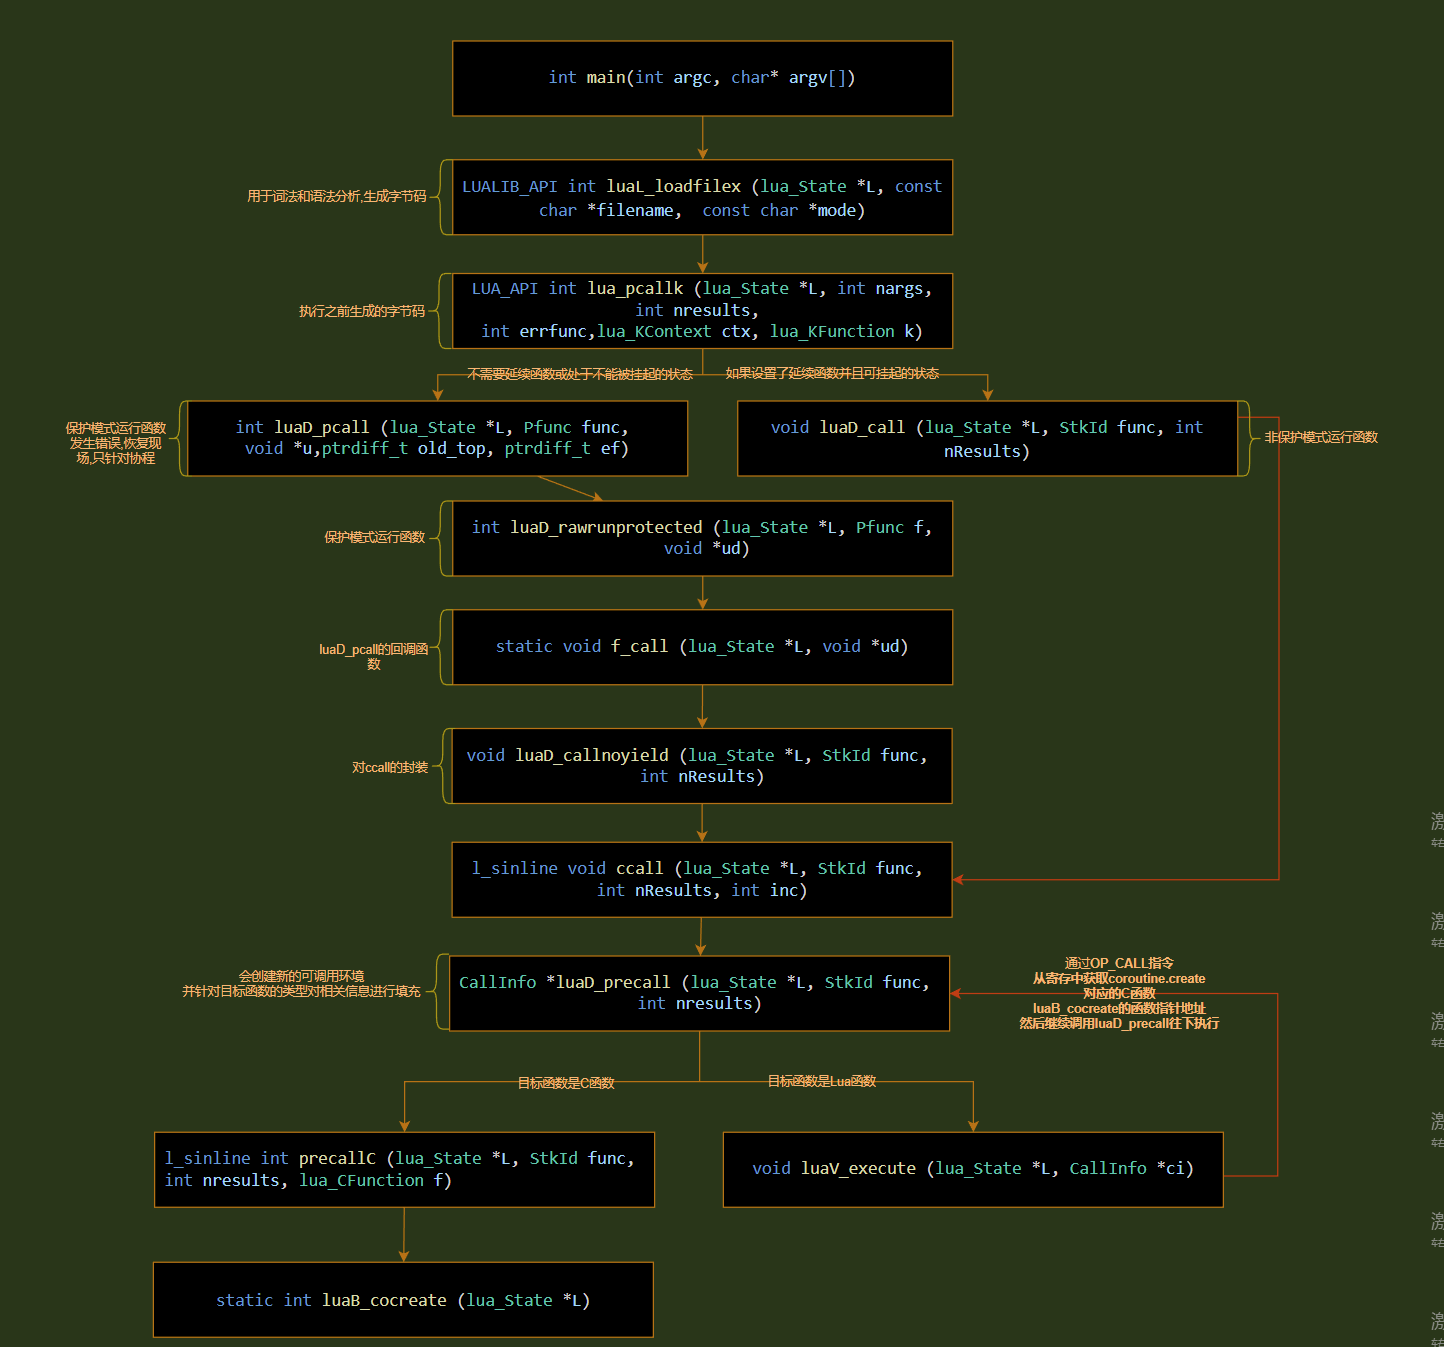 int main(int argc, char* argv[])
用于词法和语法分析,生成字节码
LUALIB_API int luaL_loadfilex (lua_State *L, const
char *filename,  const char *mode)
执行之前生成的字节码
LUA_API int lua_pcallk (lua_State *L, int nargs,
int nresults,
int errfunc,lua_KContext ctx, lua_KFunction k)
不需要延续函数或处于不能被挂起的状态
如果设置了延续函数并且可挂起的状态
保护模式运行函数
发生错误,恢复现
场,只针对协程
int luaD_pcall (lua_State *L, Pfunc func,
void *u,ptrdiff_t old_top, ptrdiff_t ef)
void luaD_call (lua_State *L, StkId func, int
nResults)
非保护模式运行函数
保护模式运行函数
int luaD_rawrunprotected (lua_State *L, Pfunc f,
void *ud)
luaD_pcall的回调函
数
static void f_call (lua_State *L, void *ud)
对ccall的封装
void luaD_callnoyield (lua_State *L, StkId func,
int nResults)
l_sinline void ccall (lua_State *L, StkId func,
int nResults, int inc)
会创建新的可调用环境
并针对目标函数的类型对相关信息进行填充
CallInfo *luaD_precall (lua_State *L, StkId func,
int nresults)
通过OP_CALL指令
从寄存中获取coroutine.create
对应的C函数
luaB_cocreate的函数指针地址
然后继续调用luaD_precall往下执行
目标函数是C函数
目标函数是Lua函数
l_sinline int precallC (lua_State *L, StkId func,
int nresults, lua_CFunction f)
void luaV_execute (lua_State *L, CallInfo *ci)
static int luaB_cocreate (lua_State *L)